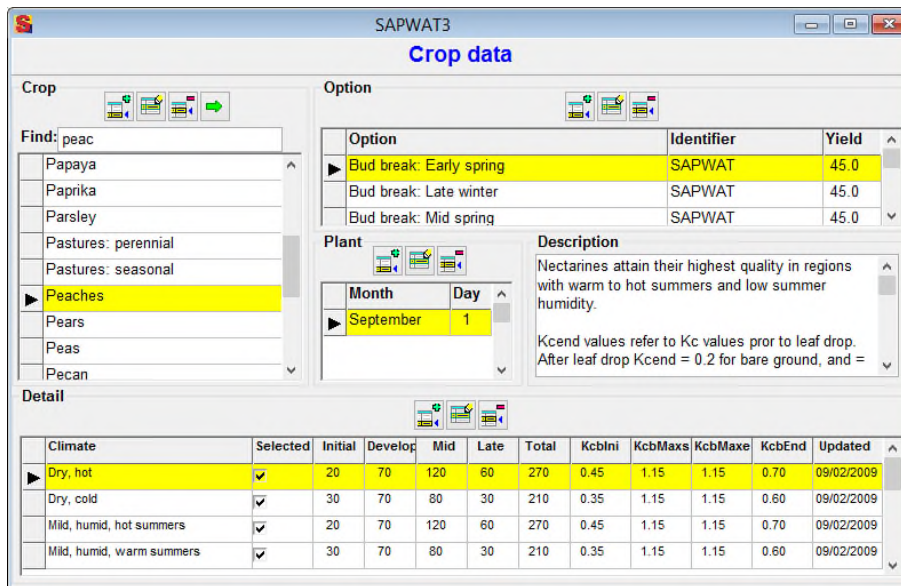 SAPWAT3
Crop data
Crop
Find: peac
Papaya
Paprika
Parsley
Pastures: perennial
Pastures: seasonal
Peaches
Pears
Peas
Pecan
Option
Option Identifier Yield
Bud break: Early spring SAPWAT 45.0
Bud break: Late winter SAPWAT 45.0
Bud break: Mid spring SAPWAT 45.0
Plant
Month Day
September 1
Description
Nectarines attain their highest quality in regions
with warm to hot summers and low summer
humidity.
Kcend values refer to Kc values pror to leaf drop.
After leaf drop Kcend = 0.2 for bare ground, and =
Detail
Climate Selected Initial Develop Mid Late Total KcbIni KcbMaxs KcbMaxe KcbEnd Updated
Dry, hot 20 70 120 60 270 0.45 1.15 1.15 0.70 09/02/2009
Dry, cold 30 70 80 30 210 0.35 1.15 1.15 0.60 09/02/2009
Mild, humid, hot summers 20 70 120 60 270 0.45 1.15 1.15 0.70 09/02/2009
Mild, humid, warm summers 30 70 80 30 210 0.35 1.15 1.15 0.60 09/02/2009